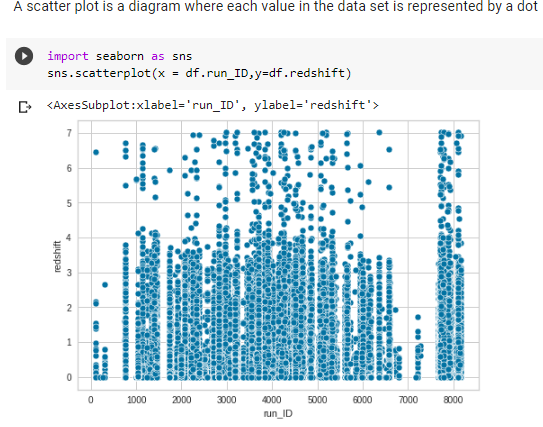 A scatter plot is a diagram where each value in the data set is represented by a dot
import seaborn as sns
sns.scatterplot(x = df.run_ID,y=df.redshift)
<AxesSubplot:xlabel='run_ID', ylabel='redshift'>
7
6
5
4
3
2
1
0
redshift
0 1000 2000 3000 4000 5000 6000 7000 8000
run_ID